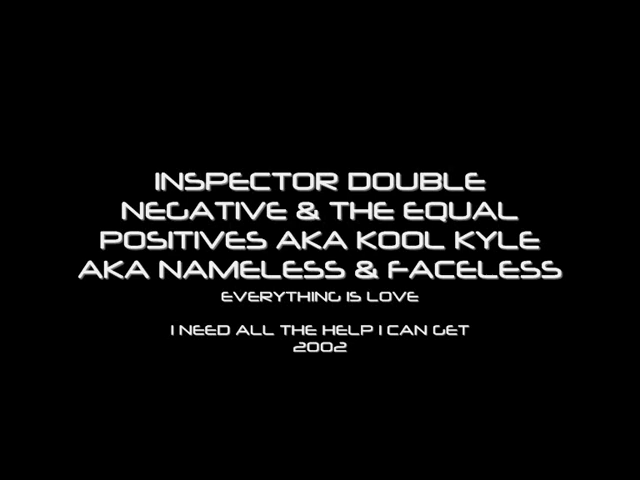 INSPECTOR DOUBLE
NEGATIVE & THE EQUAL
POSITIVES AKA KOOL KYLE
AKA NAMELESS & FACELESS
EVERYTHING IS LOVE
I NEED ALL THE HELP I CAN GET
2002